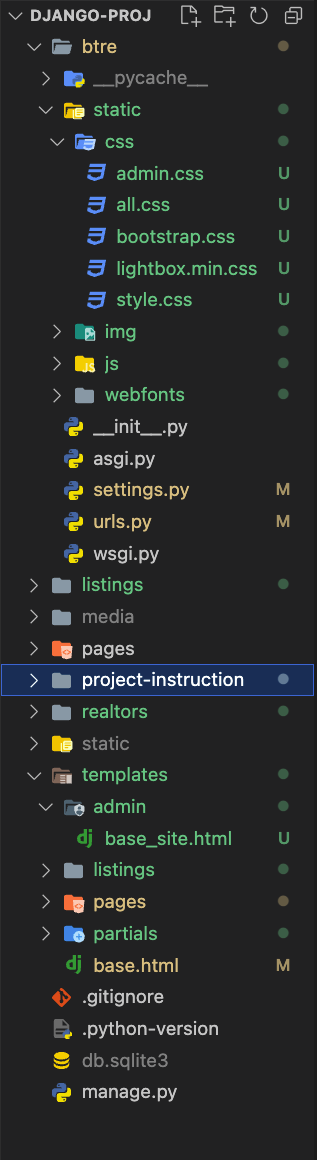 DJANGO-PROJ
btre
__pycache__
static
css
admin.css U
all.css U
bootstrap.css U
lightbox.min.css U
style.css U
img
js
webfonts
__init__.py
asgi.py
settings.py M
urls.py M
wsgi.py
listings
media
pages
project-instruction
realtors
static
templates
admin
base_site.html U
listings
pages
partials
base.html M
.gitignore
.python-version
db.sqlite3
manage.py